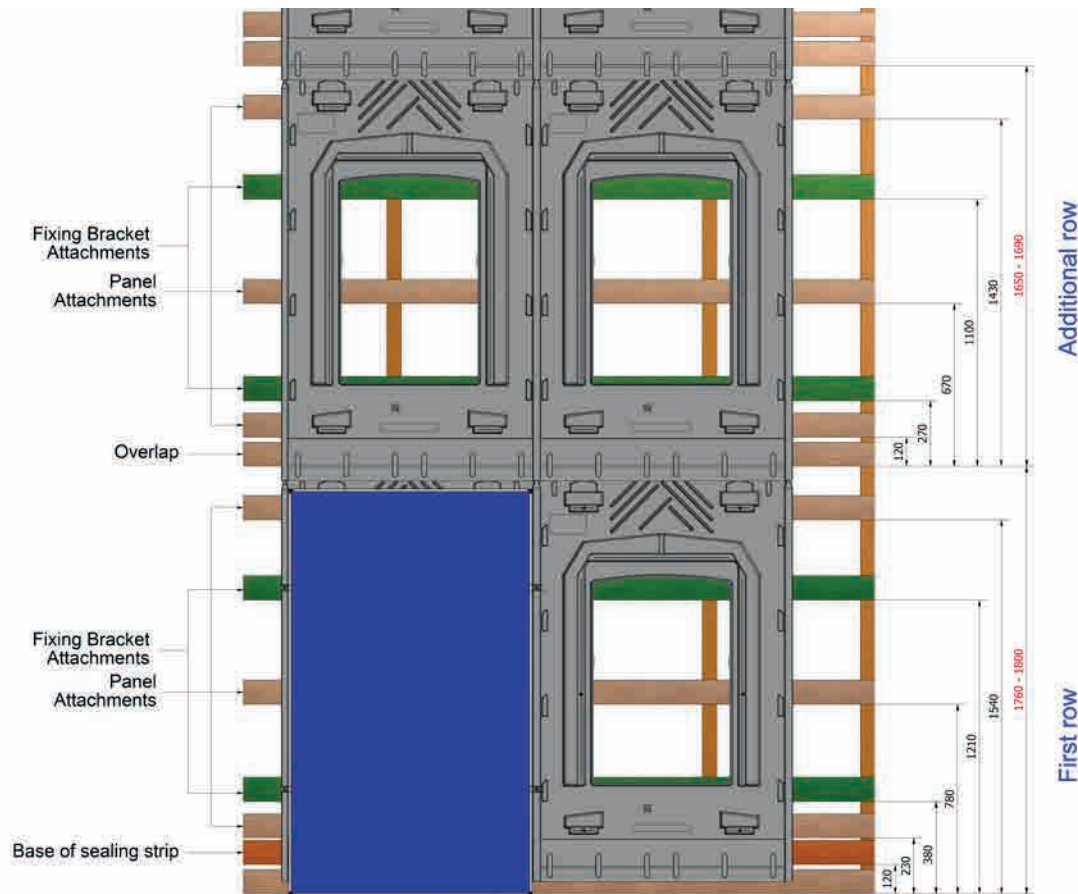 Fixing Bracket
Attachments
Panel
Attachments
Overlap
Fixing Bracket
Attachments
Panel
Attachments
Base of sealing strip
120
270
670
1100
1430
1650 - 1690
Additional row
120
230
380
780
1210
1540
1760 - 1800
First row